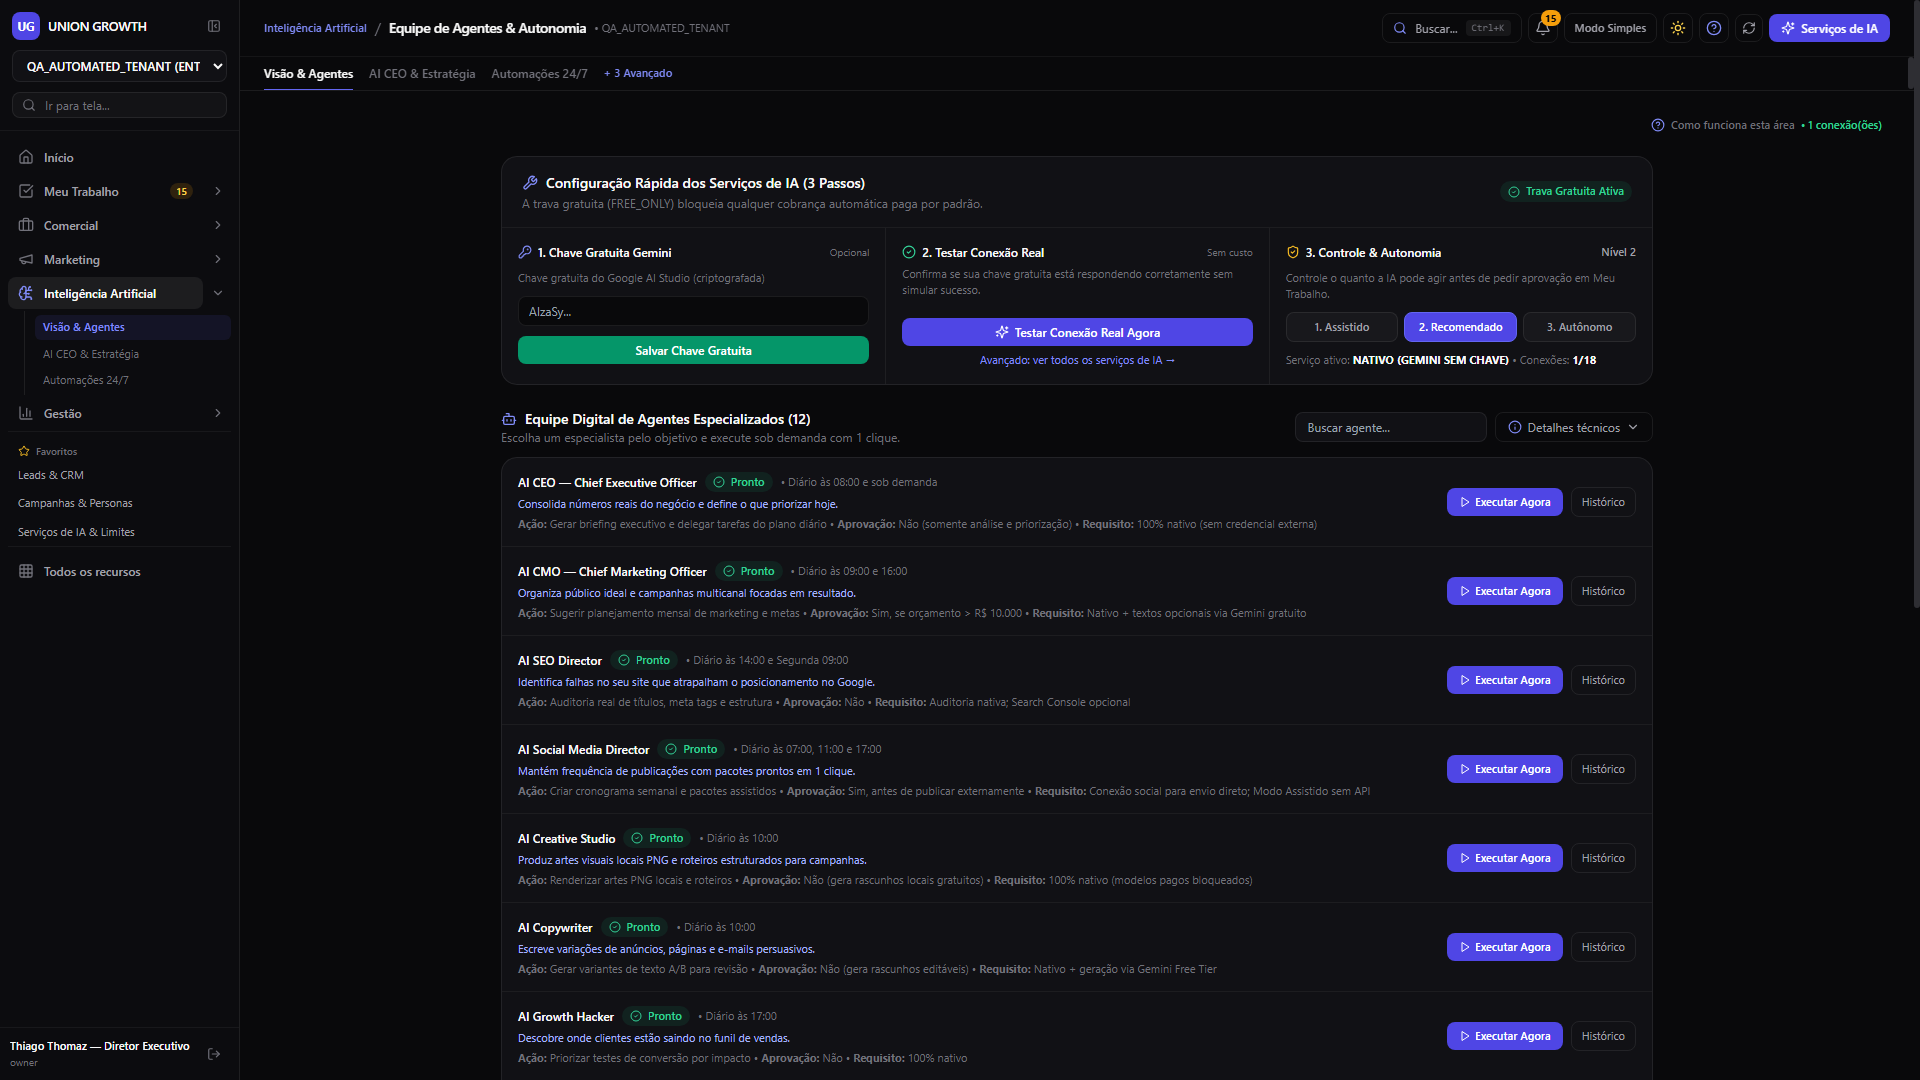 UG UNION GROWTH
QA_AUTOMATED_TENANT (ENT
Ir para tela...
Início
Meu Trabalho 15
Comercial
Marketing
Inteligência Artificial
Visão & Agentes
AI CEO & Estratégia
Automações 24/7
Gestão
Favoritos
Leads & CRM
Campanhas & Personas
Serviços de IA & Limites
Todos os recursos
Thiago Thomaz — Diretor Executivo
owner
Inteligência Artificial / Equipe de Agentes & Autonomia • QA_AUTOMATED_TENANT
Buscar... Ctrl+K
15
Modo Simples
Serviços de IA
Visão & Agentes AI CEO & Estratégia Automações 24/7 + 3 Avançado
Como funciona esta área • 1 conexão(ões)
Configuração Rápida dos Serviços de IA (3 Passos)
A trava gratuita (FREE_ONLY) bloqueia qualquer cobrança automática paga por padrão.
Trava Gratuita Ativa
1. Chave Gratuita Gemini Opcional
Chave gratuita do Google AI Studio (criptografada)
AIzaSy...
Salvar Chave Gratuita
2. Testar Conexão Real Sem custo
Confirma se sua chave gratuita está respondendo corretamente sem
simular sucesso.
Testar Conexão Real Agora
Avançado: ver todos os serviços de IA →
3. Controle & Autonomia Nível 2
Controle o quanto a IA pode agir antes de pedir aprovação em Meu
Trabalho.
1. Assistido 2. Recomendado 3. Autônomo
Serviço ativo: NATIVO (GEMINI SEM CHAVE) • Conexões: 1/18
Equipe Digital de Agentes Especializados (12)
Escolha um especialista pelo objetivo e execute sob demanda com 1 clique.
Buscar agente... Detalhes técnicos
AI CEO — Chief Executive Officer Pronto • Diário às 08:00 e sob demanda
Consolida números reais do negócio e define o que priorizar hoje.
Ação: Gerar briefing executivo e delegar tarefas do plano diário • Aprovação: Não (somente análise e priorização) • Requisito: 100% nativo (sem credencial externa)
Executar Agora Histórico
AI CMO — Chief Marketing Officer Pronto • Diário às 09:00 e 16:00
Organiza público ideal e campanhas multicanal focadas em resultado.
Ação: Sugerir planejamento mensal de marketing e metas • Aprovação: Sim, se orçamento > R$ 10.000 • Requisito: Nativo + textos opcionais via Gemini gratuito
Executar Agora Histórico
AI SEO Director Pronto • Diário às 14:00 e Segunda 09:00
Identifica falhas no seu site que atrapalham o posicionamento no Google.
Ação: Auditoria real de títulos, meta tags e estrutura • Aprovação: Não • Requisito: Auditoria nativa; Search Console opcional
Executar Agora Histórico
AI Social Media Director Pronto • Diário às 07:00, 11:00 e 17:00
Mantém frequência de publicações com pacotes prontos em 1 clique.
Ação: Criar cronograma semanal e pacotes assistidos • Aprovação: Sim, antes de publicar externamente • Requisito: Conexão social para envio direto; Modo Assistido sem API
Executar Agora Histórico
AI Creative Studio Pronto • Diário às 10:00
Produz artes visuais locais PNG e roteiros estruturados para campanhas.
Ação: Renderizar artes PNG locais e roteiros • Aprovação: Não (gera rascunhos locais gratuitos) • Requisito: 100% nativo (modelos pagos bloqueados)
Executar Agora Histórico
AI Copywriter Pronto • Diário às 10:00
Escreve variações de anúncios, páginas e e-mails persuasivos.
Ação: Gerar variantes de texto A/B para revisão • Aprovação: Não (gera rascunhos editáveis) • Requisito: Nativo + geração via Gemini Free Tier
Executar Agora Histórico
AI Growth Hacker Pronto • Diário às 17:00
Descobre onde clientes estão saindo no funil de vendas.
Ação: Priorizar testes de conversão por impacto • Aprovação: Não • Requisito: 100% nativo
Executar Agora Histórico